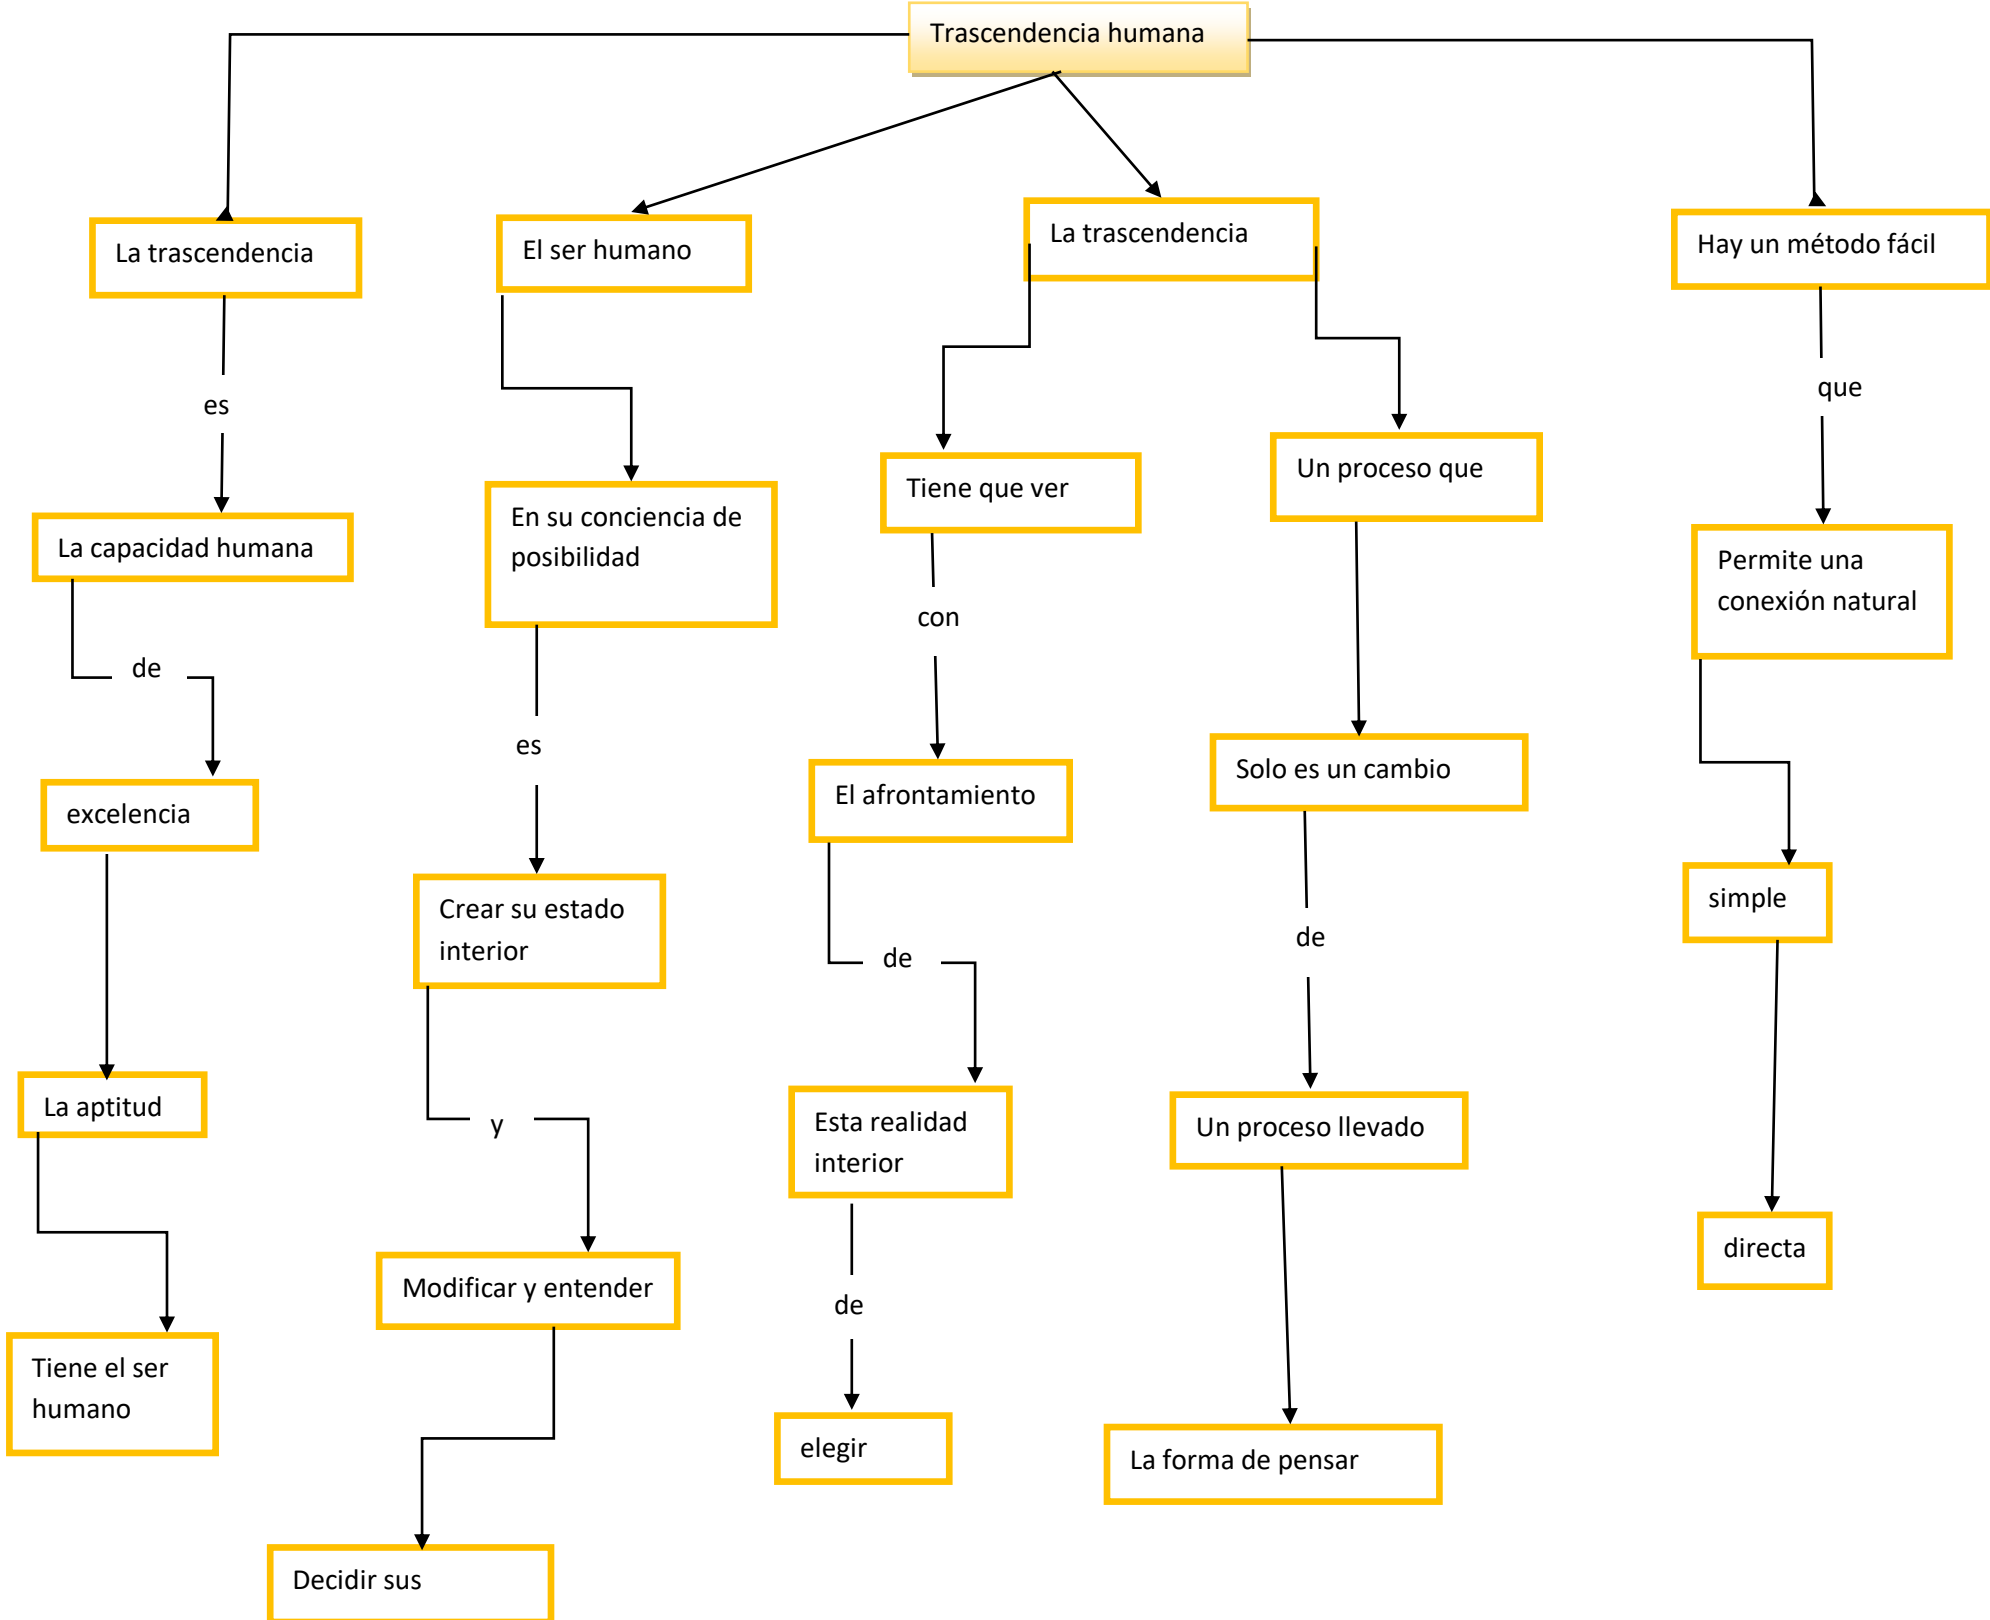 Trascendencia humana
La trascendencia
es
La capacidad humana
de
excelencia
La aptitud
Tiene el ser
humano
El ser humano
En su conciencia de
posibilidad
es
Crear su estado
interior
y
Modificar y entender
Decidir sus
La trascendencia
Tiene que ver
con
El afrontamiento
de
Esta realidad
interior
de
elegir
Un proceso que
Solo es un cambio
de
Un proceso llevado
La forma de pensar
Hay un método fácil
que
Permite una
conexión natural
simple
directa